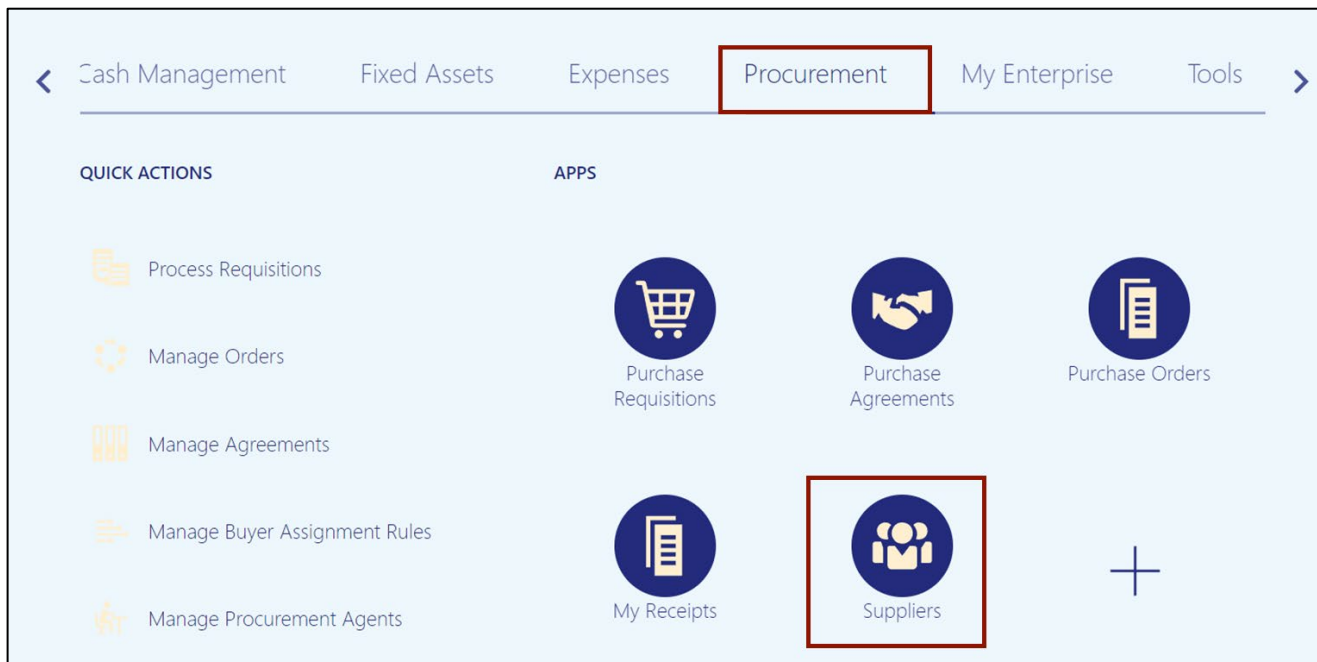 Cash Management
Fixed Assets
Expenses
Procurement
My Enterprise
Tools
QUICK ACTIONS
Process Requisitions
Manage Orders
Manage Agreements
Manage Buyer Assignment Rules
Manage Procurement Agents
APPS
Purchase
Requisitions
Purchase
Agreements
Purchase Orders
My Receipts
Suppliers